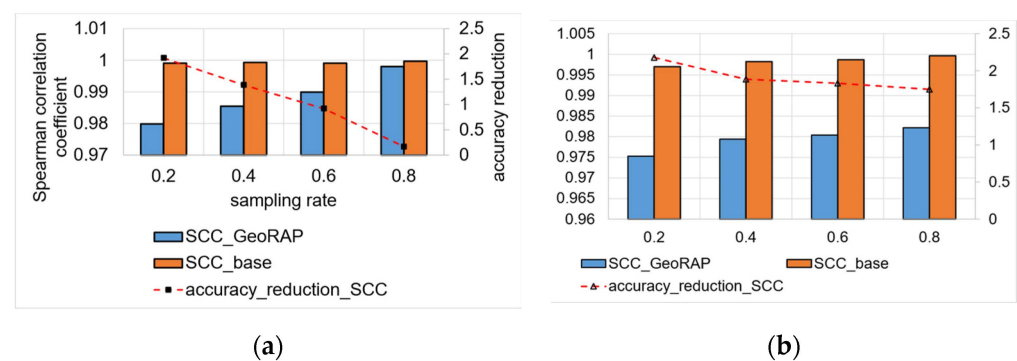 1.01
1
0.99
0.98
0.97
Spearman correlation
coefficient
2.5
2
1.5
1
0.5
0
accuracy reduction
0.2 0.4 0.6 0.8
sampling rate
SCC_GeoRAP
SCC_base
accuracy_reduction_SCC
(a)
1.005
1
0.995
0.99
0.985
0.98
0.975
0.97
0.965
0.96
2.5
2
1.5
1
0.5
0
0.2 0.4 0.6 0.8
SCC_GeoRAP SCC_base
accuracy_reduction_SCC
(b)